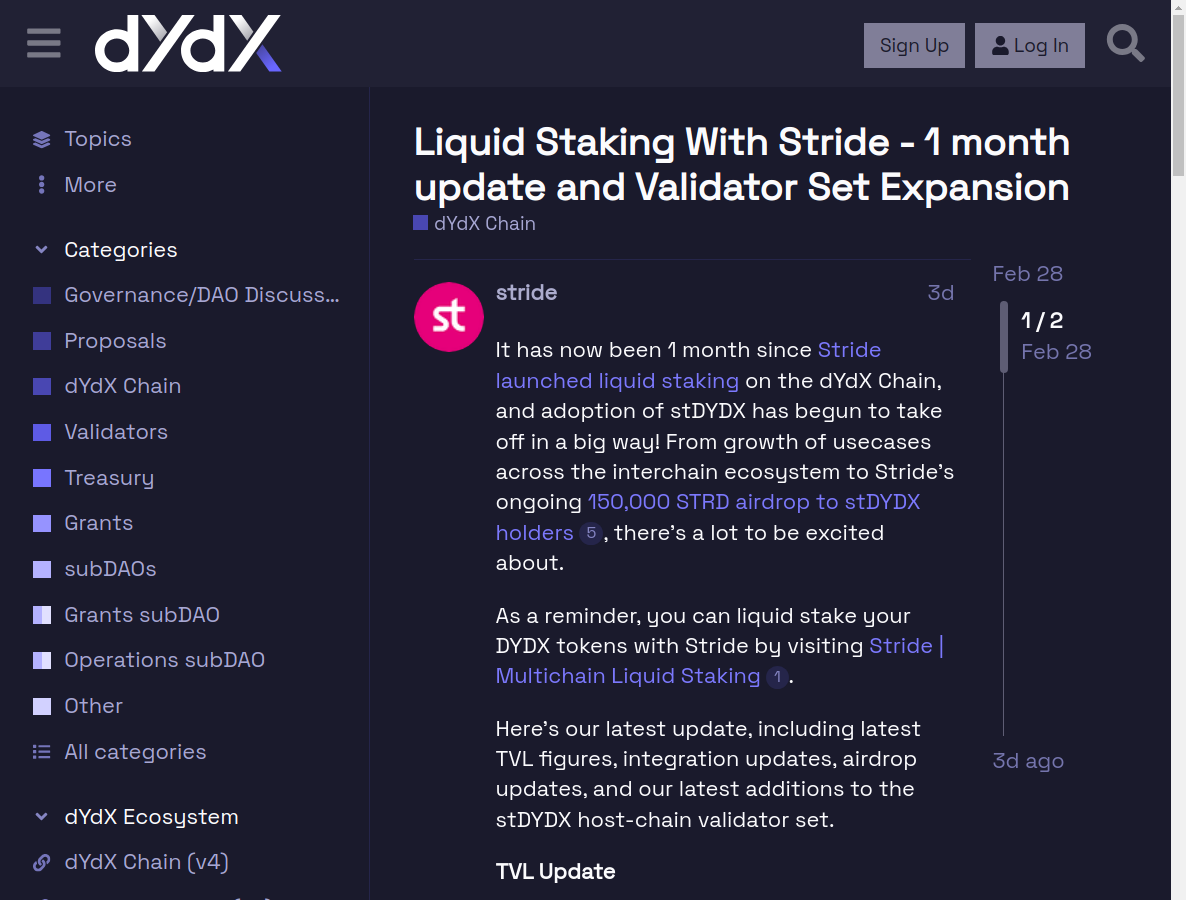 dYdX
Sign Up
Log In
Topics
More
Categories
Governance/DAO Discuss...
Proposals
dYdX Chain
Validators
Treasury
Grants
subDAOs
Grants subDAO
Operations subDAO
Other
All categories
dYdX Ecosystem
dYdX Chain (v4)
Liquid Staking With Stride - 1 month
update and Validator Set Expansion
dYdX Chain
st
stride
3d
It has now been 1 month since Stride
launched liquid staking on the dYdX Chain,
and adoption of stDYDX has begun to take
off in a big way! From growth of usecases
across the interchain ecosystem to Stride's
ongoing 150,000 STRD airdrop to stDYDX
holders 5 , there's a lot to be excited
about.
As a reminder, you can liquid stake your
DYDX tokens with Stride by visiting Stride |
Multichain Liquid Staking 1 .
Here's our latest update, including latest
TVL figures, integration updates, airdrop
updates, and our latest additions to the
stDYDX host-chain validator set.
TVL Update
Feb 28
1 / 2
Feb 28
3d ago